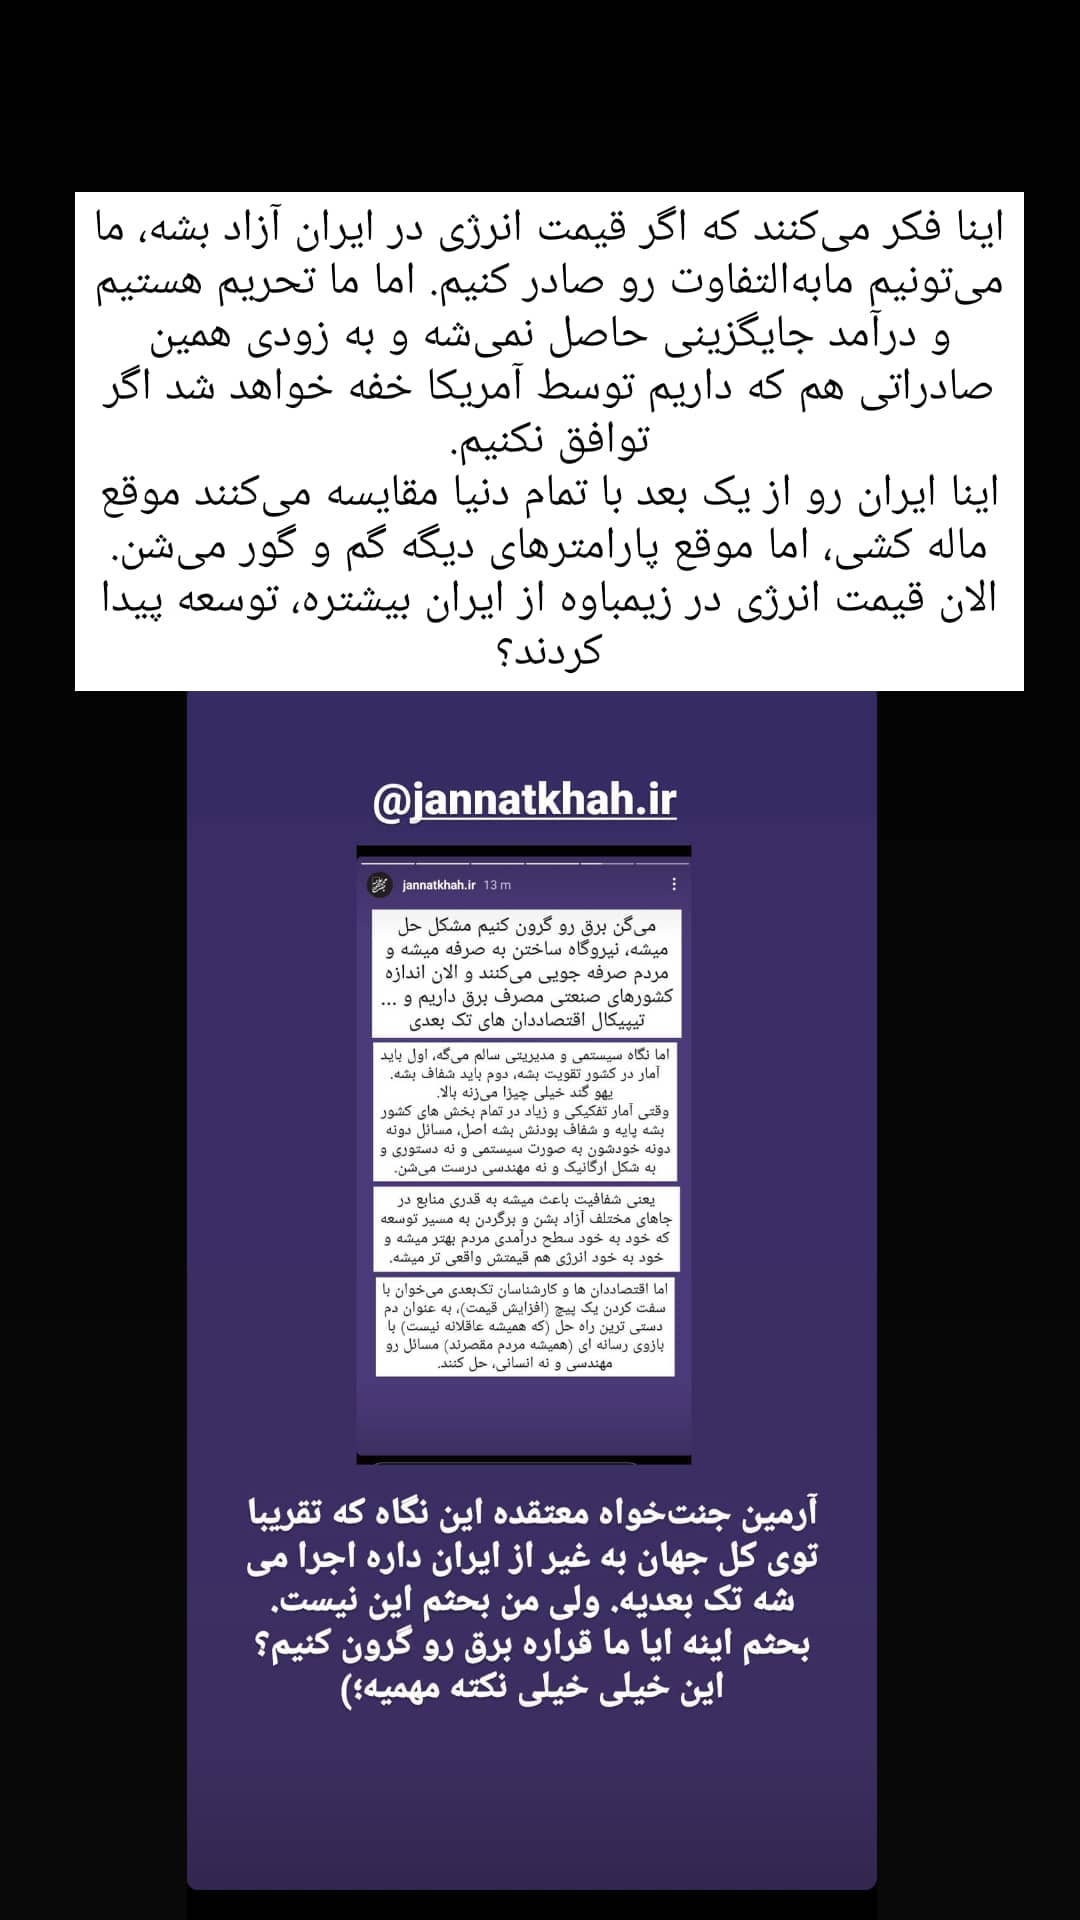 اینا فکر می‌کنند که اگر قیمت انرژی در ایران آزاد بشه، ما
می‌تونیم مابه‌التفاوت رو صادر کنیم. اما ما تحریم هستیم
و درآمد جایگزینی حاصل نمی‌شه و به زودی همین
صادراتی هم که داریم توسط آمریکا خفه خواهد شد اگر
توافق نکنیم.
اینا ایران رو از یک بعد با تمام دنیا مقایسه می‌کنند موقع
ماله کشی، اما موقع پارامترهای دیگه گم و گور می‌شن.
الان قیمت انرژی در زیمباوه از ایران بیشتره، توسعه پیدا
کردند؟
@jannatkhah.ir
jannatkhah.ir 13 m
می‌گن برق رو گرون کنیم مشکل حل
میشه، نیروگاه ساختن به صرفه میشه و
مردم صرفه جویی می‌کنند و الان اندازه
کشورهای صنعتی مصرف برق داریم و ...
تیپیکال اقتصاددان های تک بعدی
اما نگاه سیستمی و مدیریتی سالم می‌گه، اول باید
آمار در کشور تقویت بشه، دوم باید شفاف بشه.
یهو گند خیلی چیزا می‌زنه بالا.
وقتی آمار تفکیکی و زیاد در تمام بخش های کشور
بشه پایه و شفاف بودنش بشه اصل، مسائل دونه
دونه خودشون به صورت سیستمی و نه دستوری و
به شکل ارگانیک و نه مهندسی درست می‌شن.
یعنی شفافیت باعث میشه به قدری منابع در
جاهای مختلف آزاد بشن و برگردن به مسیر توسعه
که خود به خود سطح درآمدی مردم بهتر میشه و
خود به خود انرژی هم قیمتش واقعی تر میشه.
اما اقتصاددان ها و کارشناسان تک‌بعدی می‌خوان با
سفت کردن یک پیچ (افزایش قیمت)، به عنوان دم
دستی ترین راه حل (که همیشه عاقلانه نیست) با
بازوی رسانه ای (همیشه مردم مقصرند) مسائل رو
مهندسی و نه انسانی، حل کنند.
آرمین جنت‌خواه معتقده این نگاه که تقریبا
توی کل جهان به غیر از ایران داره اجرا می
شه تک بعدیه. ولی من بحثم این نیست.
بحثم اینه ایا ما قراره برق رو گرون کنیم؟
این خیلی خیلی نکته مهمیه؛)